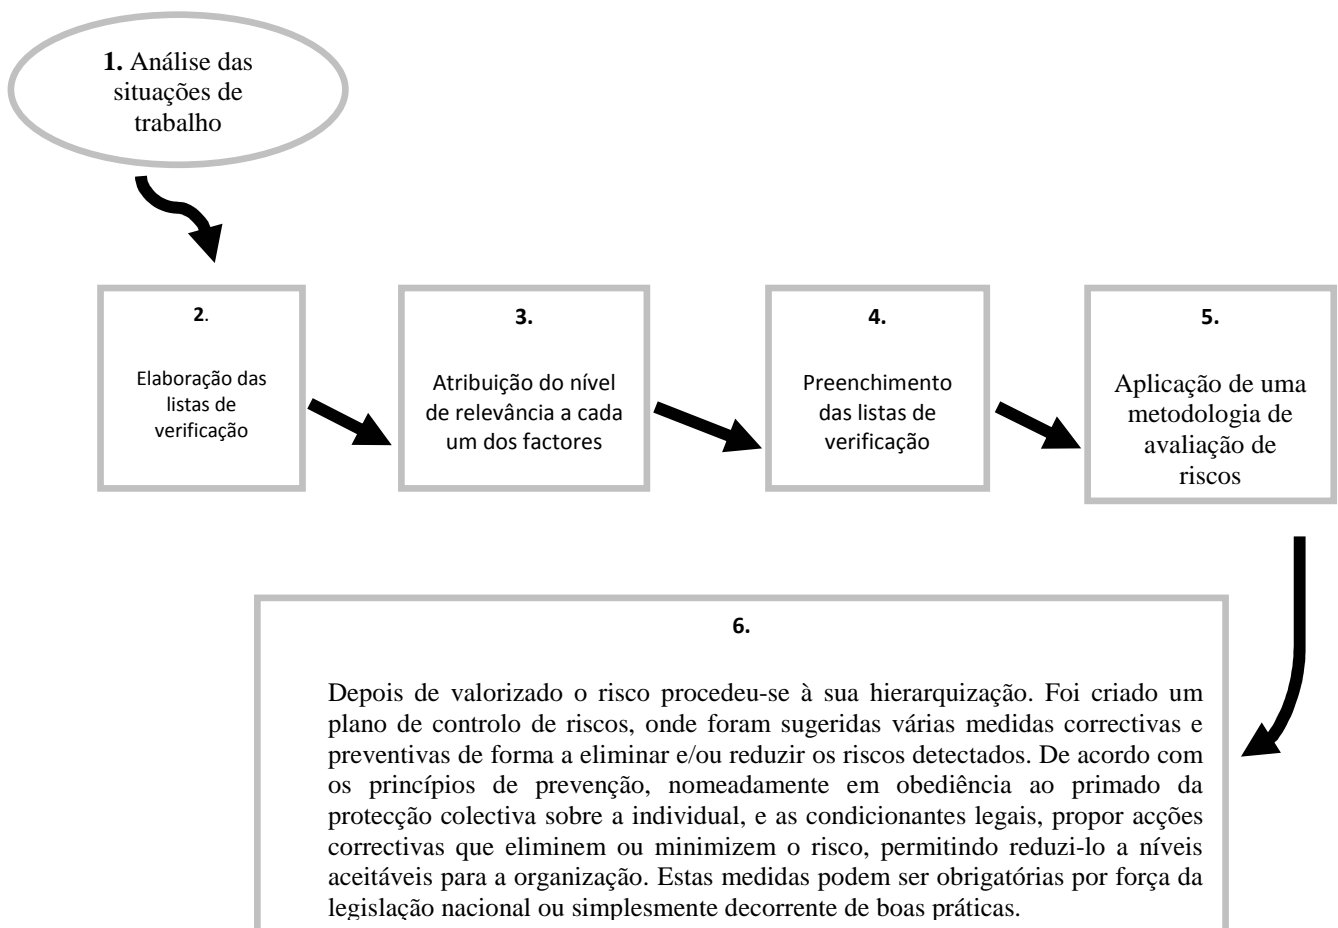 1. Análise das
situações de
trabalho
2.
Elaboração das
listas de
verificação
3.
Atribuição do nível
de relevância a cada
um dos factores
4.
Preenchimento
das listas de
verificação
5.
Aplicação de uma
metodologia de
avaliação de
riscos
6.
Depois de valorizado o risco procedeu-se à sua hierarquização. Foi criado um
plano de controlo de riscos, onde foram sugeridas várias medidas correctivas e
preventivas de forma a eliminar e/ou reduzir os riscos detectados. De acordo com
os princípios de prevenção, nomeadamente em obediência ao primado da
protecção colectiva sobre a individual, e as condicionantes legais, propor acções
correctivas que eliminem ou minimizem o risco, permitindo reduzi-lo a níveis
aceitáveis para a organização. Estas medidas podem ser obrigatórias por força da
legislação nacional ou simplesmente decorrente de boas práticas.